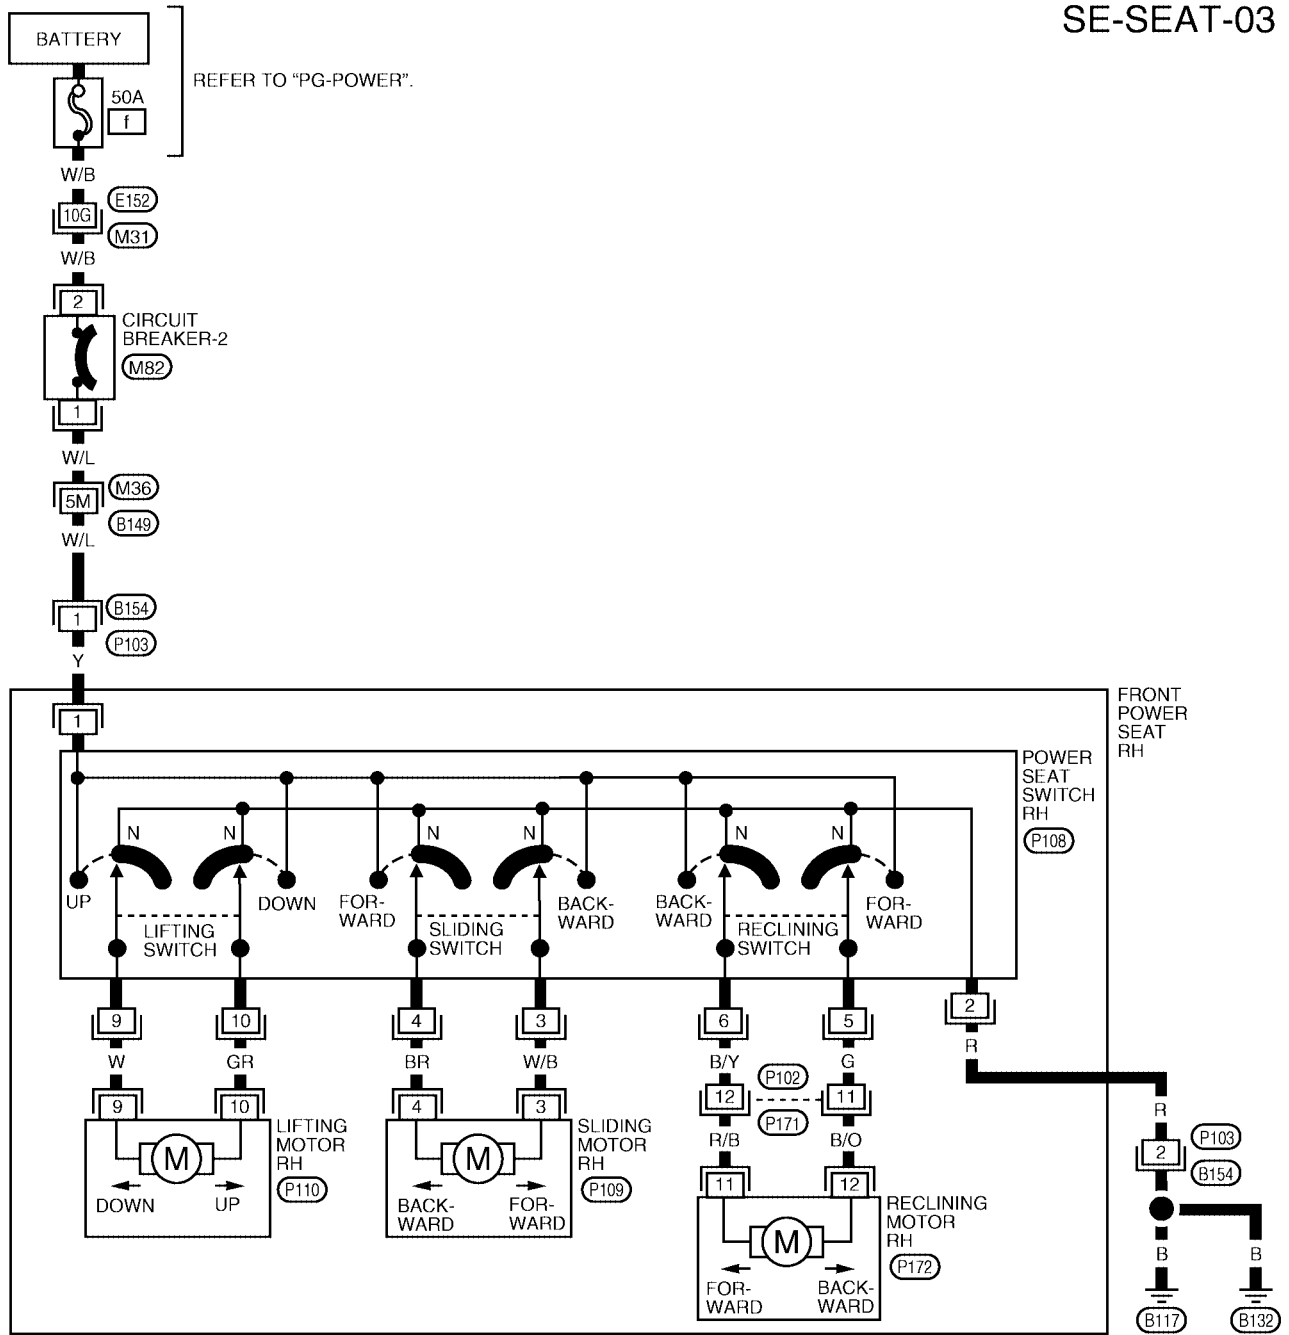 SE-SEAT-03
BATTERY
REFER TO “PG-POWER”.
50A
f
W/B
E152
10G
M31
W/B
2
CIRCUIT
BREAKER-2
M82
1
W/L
M36
5M
B149
W/L
B154
1
P103
Y
FRONT
POWER
SEAT
RH
1
POWER
SEAT
SWITCH
RH
P108
N
N
N
N
N
N
UP
DOWN
FOR-
WARD
BACK-
WARD
BACK-
WARD
FOR-
WARD
LIFTING
SWITCH
SLIDING
SWITCH
RECLINING
SWITCH
9
10
4
3
6
5
2
W
GR
BR
W/B
B/Y
G
R
P102
9
10
4
3
12
11
P171
R
LIFTING
MOTOR
RH
P110
M
DOWN
UP
SLIDING
MOTOR
RH
P109
M
BACK-
WARD
FOR-
WARD
R/B
B/O
11
12
RECLINING
MOTOR
RH
P172
M
FOR-
WARD
BACK-
WARD
P103
2
B154
B
B
B117
B132